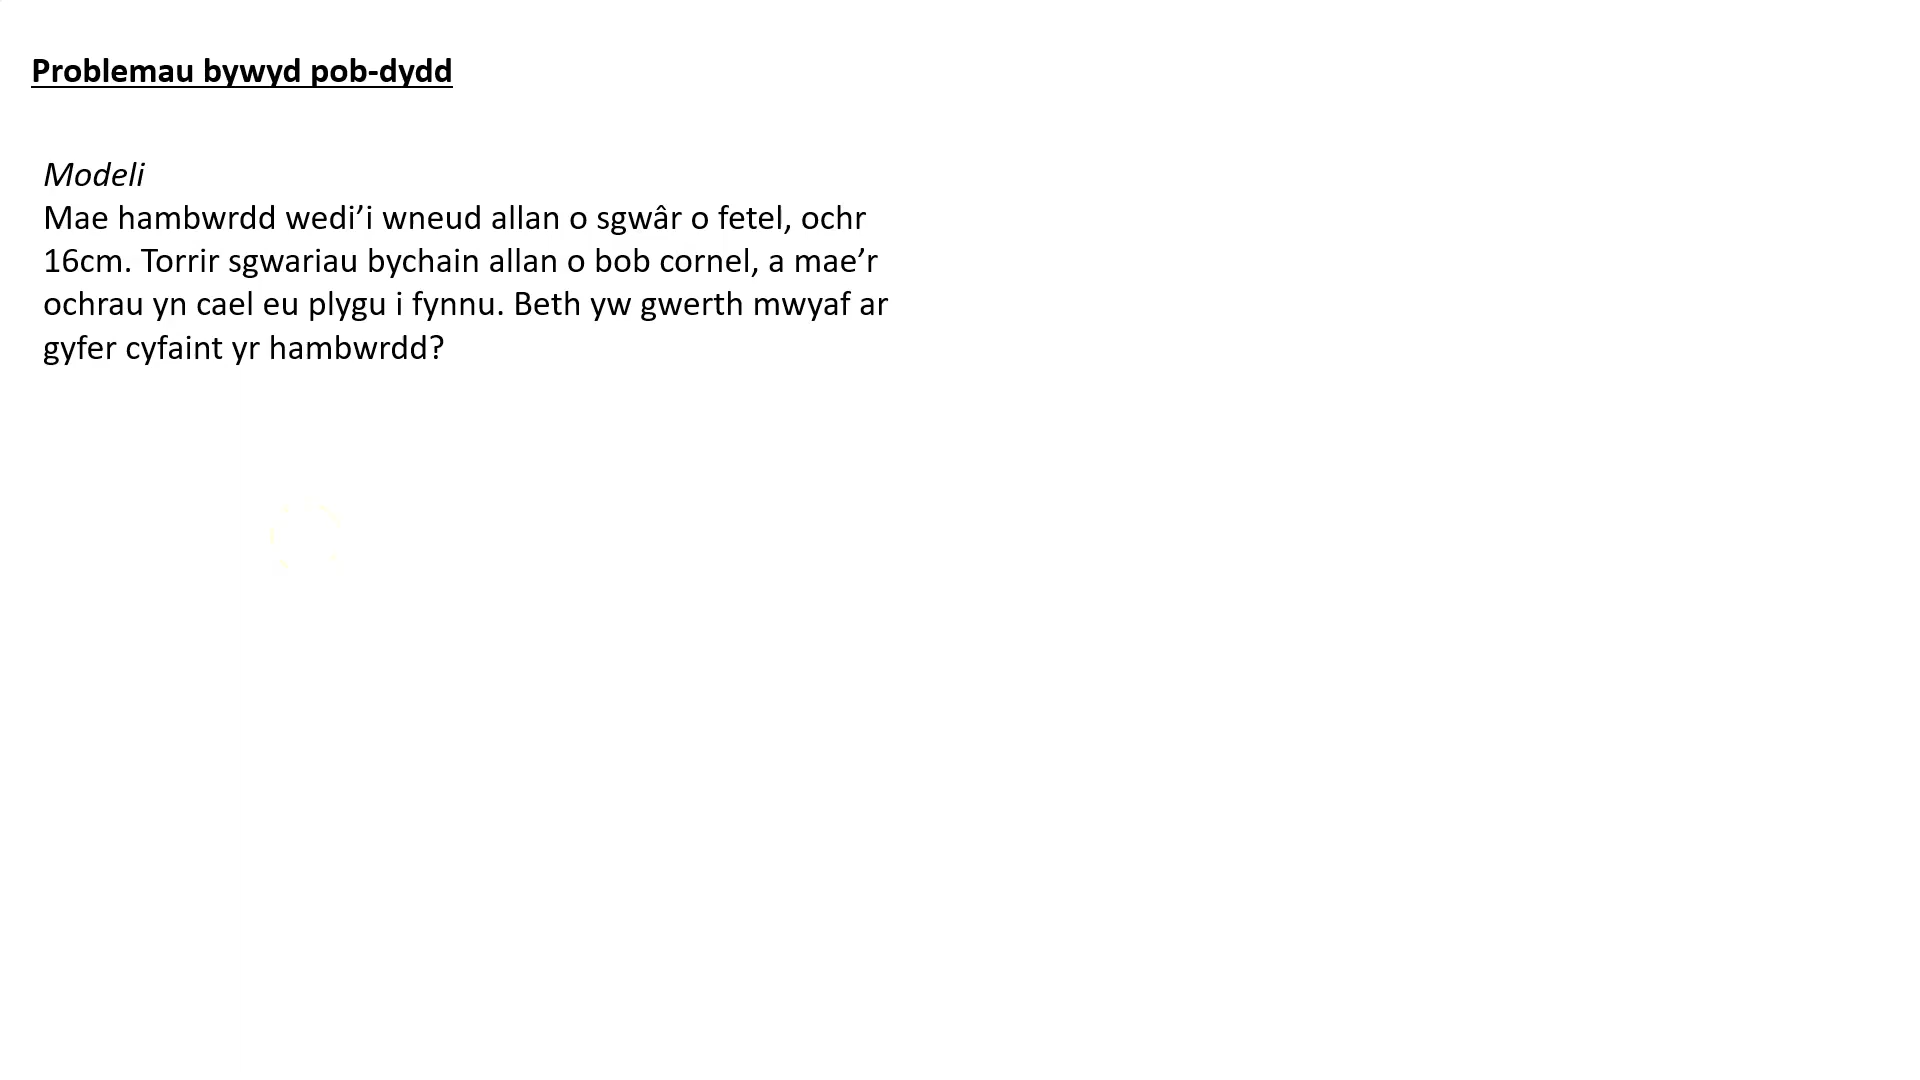 Problemau bywyd pob-dydd
Modeli
Mae hambwrdd wedi’i wneud allan o sgwâr o fetel, ochr
16cm. Torrir sgwariau bychain allan o bob cornel, a mae’r
ochrau yn cael eu plygu i fynnu. Beth yw gwerth mwyaf ar
gyfer cyfaint yr hambwrdd?